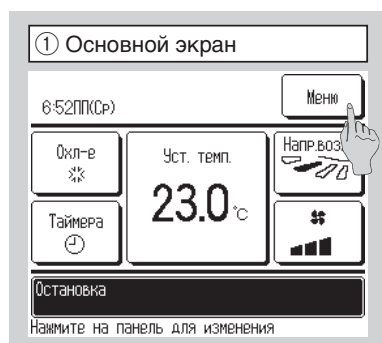 ① Основной экран
6:52ПП(Ср)
Меню
Охл-е
Уст. темп.
23.0°C
Напр.воз
Таймера
Остановка
Нажмите на панель для изменения